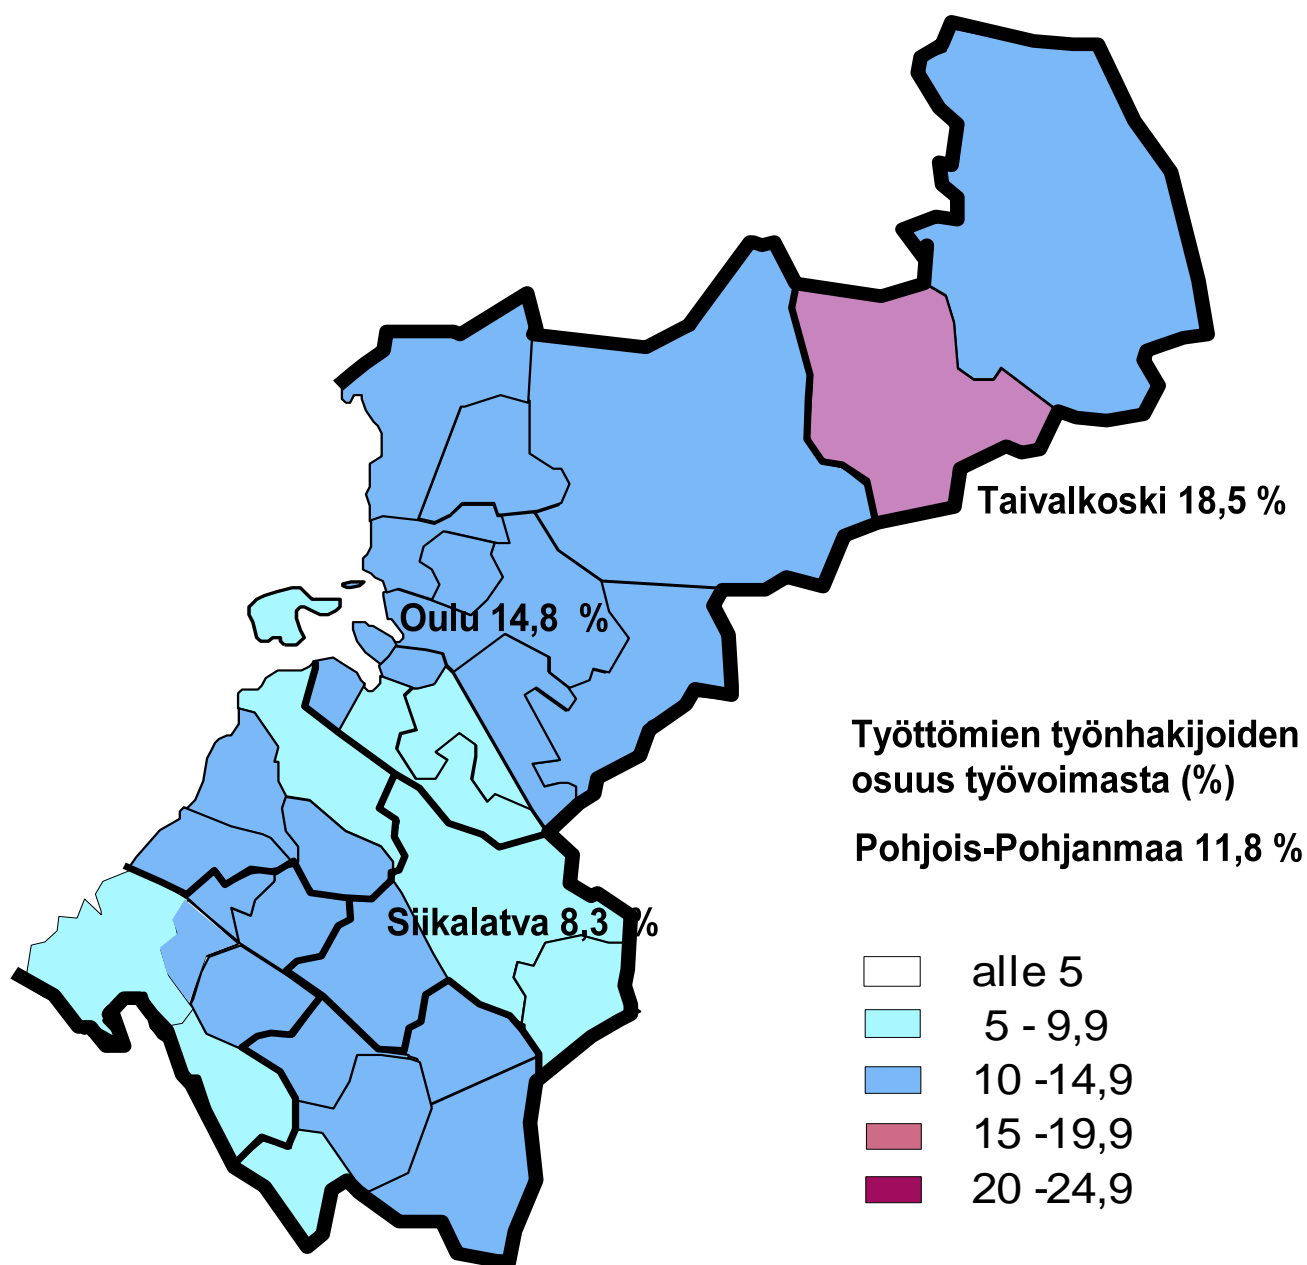 Taivalkoski 18,5 %
Oulu 14,8 %
Työttömien työnhakijoiden
osuus työvoimasta (%)
Pohjois-Pohjanmaa 11,8 %
Siikalatva 8,3 %
alle 5
5 - 9,9
10 -14,9
15 -19,9
20 -24,9